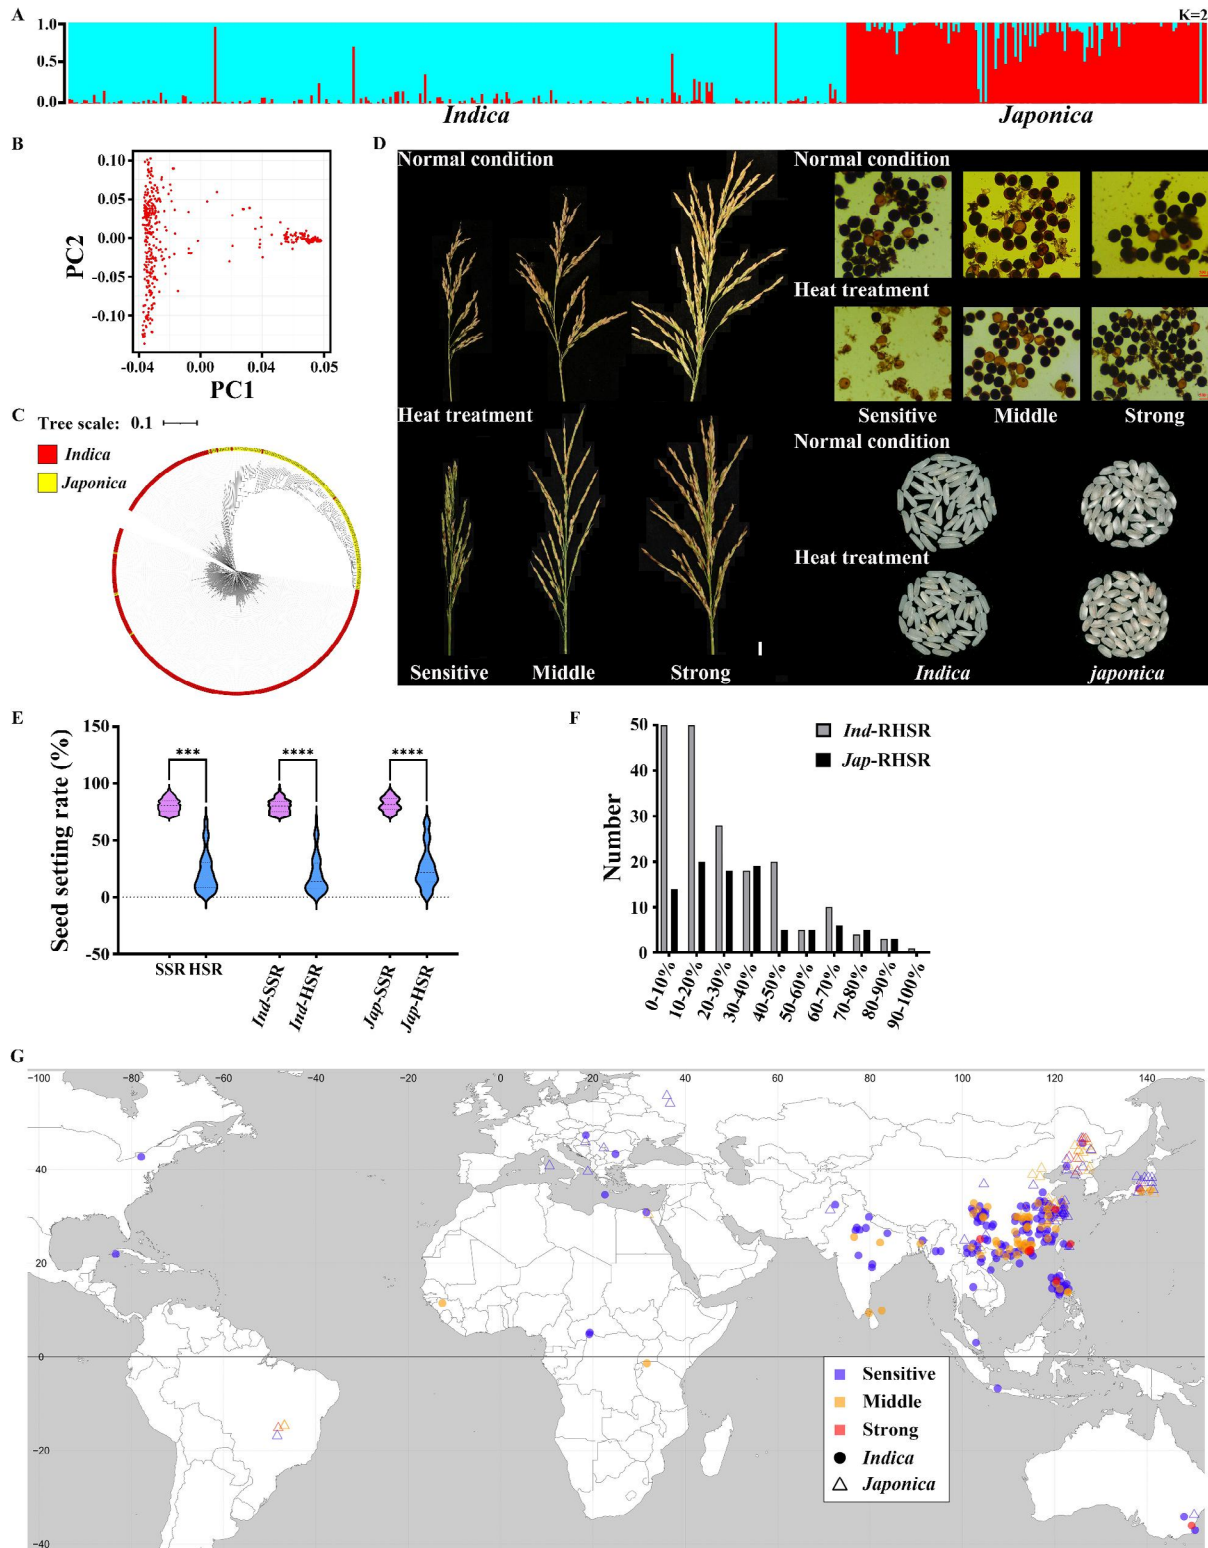 A
K=2
1.0
0.5
0.0
Indica
Japonica
B
0.10
0.05
0.00
0.05
-0.10
PC2
-0.04
0.00
0.04
0.05
PC1
C
Tree scale: 0.1
Indica
Japonica
D
Normal condition
Heat treatment
Sensitive
Middle
Strong
Normal condition
Heat treatment
Sensitive
Middle
Strong
Normal condition
Heat treatment
Indica
japonica
E
Seed setting rate (%)
150
100
50
0
-50
***
****
****
SSR
HSR
Ind-SSR
Ind-HSR
Jap-SSR
Jap-HSR
F
Number
50
40
30
20
10
0
Ind-RHSR
Jap-RHSR
0-10%
10-20%
20-30%
30-40%
40-50%
50-60%
60-70%
70-80%
80-90%
90-100%
G
−100
−80
−60
−40
−20
0
20
40
60
80
100
120
140
40
20
0
−20
−40
Sensitive
Middle
Strong
Indica
Japonica